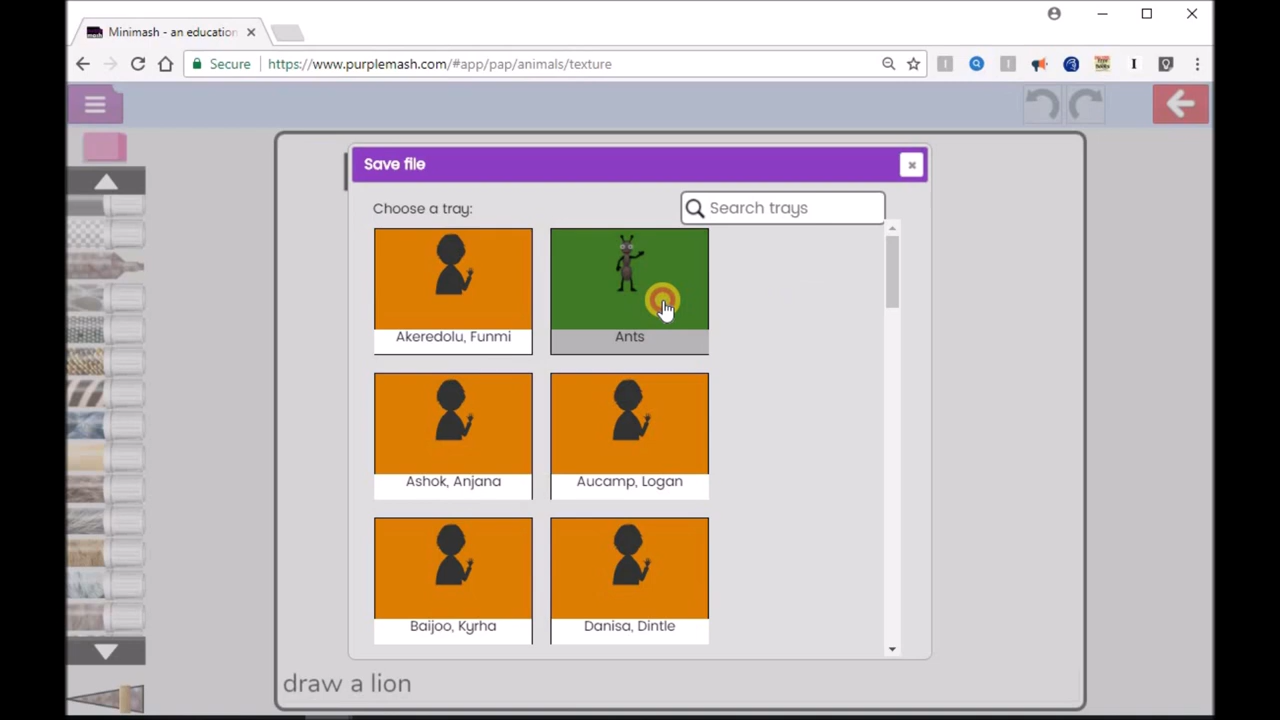 Minimash - an education
Secure https://www.purplemash.com/#app/pap/animals/texture
Save file
Choose a tray:
Search trays
Akeredolu, Funmi
Ants
Ashok, Anjana
Aucamp, Logan
Baijoo, Kyrha
Danisa, Dintle
draw a lion